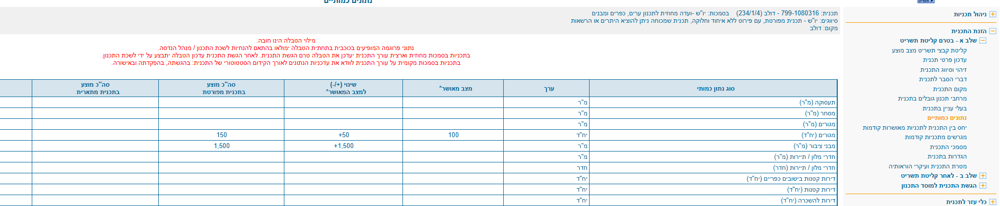 נתונים כמותיים
תפריט
תכנית: 799-1080316 - דולב (234/1/4) בסמכות: יו"ש -ועדה מחוזית לתכנון ערים, כפרים ומבנים
סיווגים: יו"ש - תכנית מפורטת, עם פירוט ללא איחוד וחלוקה, תכנית שמכוחה ניתן להוציא היתרים או הרשאות
מקום: דולב
מילוי הטבלה הינו חובה.
נתוני פרוגרמה המופיעים בכוכבית בתחתית הטבלה ימולאו בהתאם להנחיות לשכת התכנון / מנהל הנדסה.
בתכניות בסמכות מחוזית וארצית עורך התכנית יעדכן את הטבלה טרם הגשת התכנית. לאחר הגשת התכנית עדכון הטבלה יתבצע על ידי לשכת התכנון.
בתכניות בסמכות מקומית על עורך התכנית לוודא את עדכניות הנתונים לאורך הקידום הסטטוטורי של התכנית: בהגשתה, בהפקדתה ובאישורה.
סוג נתון כמותי ערך מצב מאושר* שינוי (+/-) למצב המאושר* סה"כ מוצע בתכנית מפורטת סה"כ מוצע בתכנית מתארית
תעסוקה (מ"ר) מ"ר
מסחר (מ"ר) מ"ר
מגורים (מ"ר) מ"ר
מגורים (יח"ד) יח"ד 100 +50 150
מבני ציבור (מ"ר) מ"ר +1,500 1,500
חדרי מלון / תיירות (מ"ר) מ"ר
חדרי מלון / תיירות (חדר) חדר
דירות קטנות בישובים כפריים (יח"ד) יח"ד
דירות קטנות (יח"ד) יח"ד
דירות להשכרה (יח"ד) יח"ד
ניהול תכניות
הזנת התכנית
שלב א - בטרם קליטת תשריט
קליטת קבצי תשריט מצב מוצע
עדכון פרטי תכנית
זיהוי וסיווג התכנית
דברי הסבר לתכנית
מקום התכנית
מרחבי תכנון גובלים בתכנית
בעלי עניין בתכנית
נתונים כמותיים
יחס בין התכנית לתכניות מאושרות קודמות
מגרשים מתכניות קודמות
מסמכי התכנית
הגדרות בתכנית
מטרת התכנית ועיקרי הוראותיה
שלב ב - לאחר קליטת תשריט
הגשת התכנית למוסד התכנון
כלי עזר לתכנית